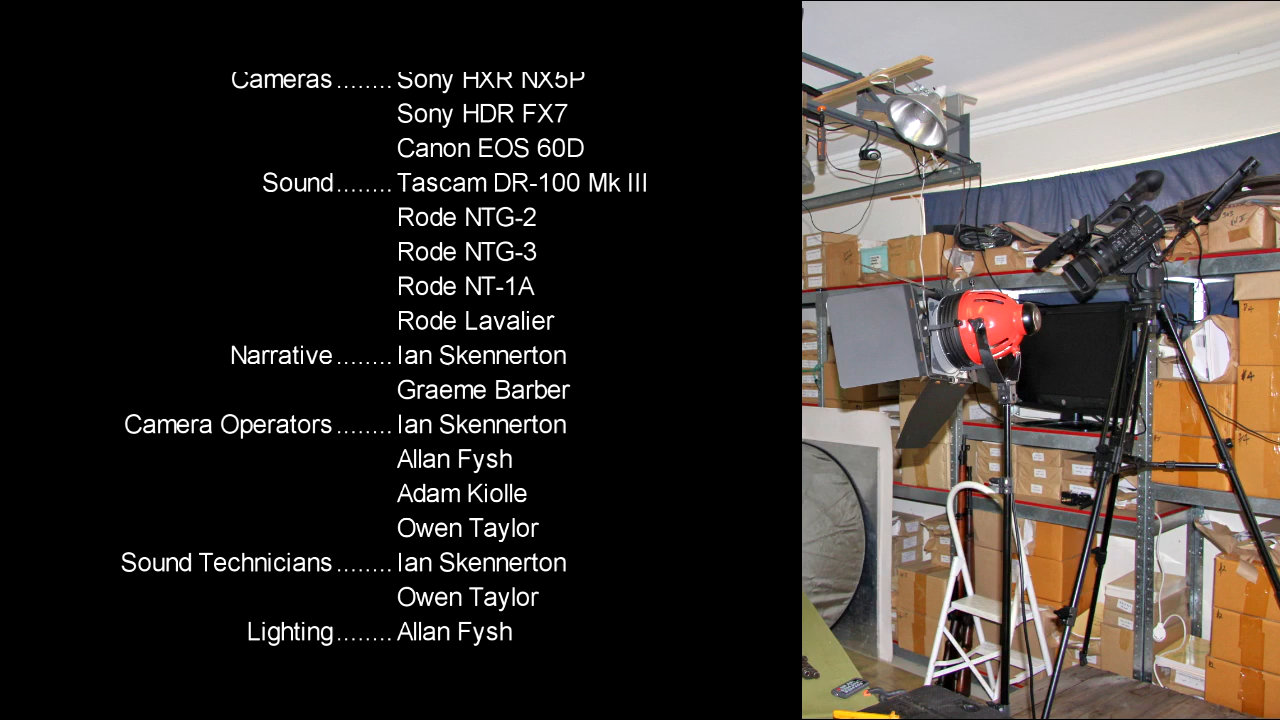 Cameras ........ Sony HXR NX5P
Sony HDR FX7
Canon EOS 60D
Sound ........ Tascam DR-100 Mk III
Rode NTG-2
Rode NTG-3
Rode NT-1A
Rode Lavalier
Narrative ........ Ian Skennerton
Graeme Barber
Camera Operators ........ Ian Skennerton
Allan Fysh
Adam Kiolle
Owen Taylor
Sound Technicians ........ Ian Skennerton
Owen Taylor
Lighting ........ Allan Fysh